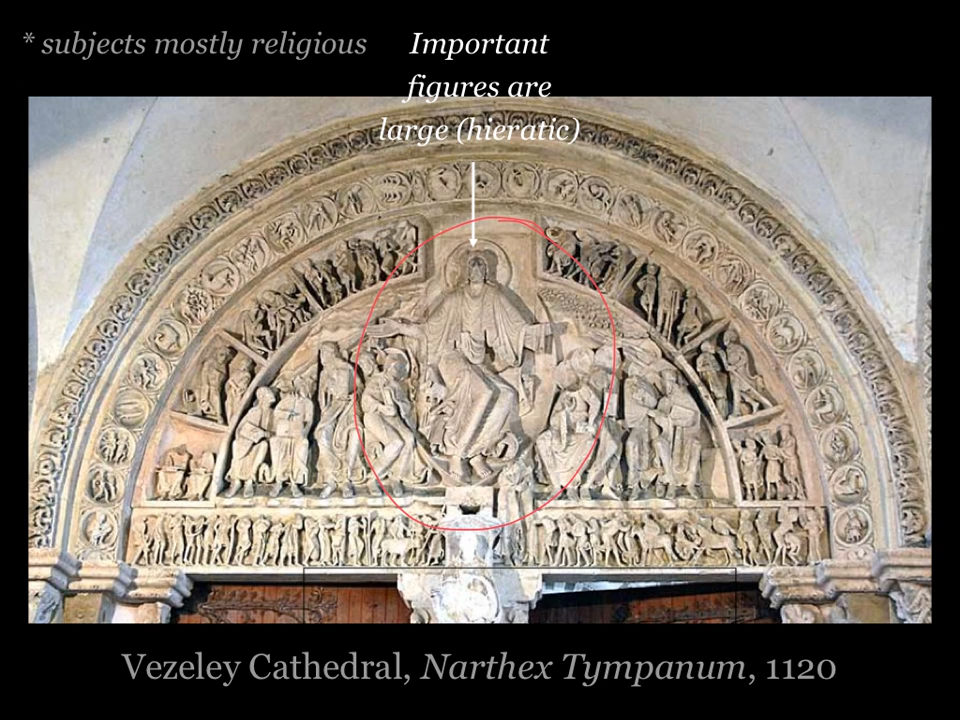 * subjects mostly religious
Important
figures are
large (hieratic)
Vezeley Cathedral, Narthex Tympanum, 1120